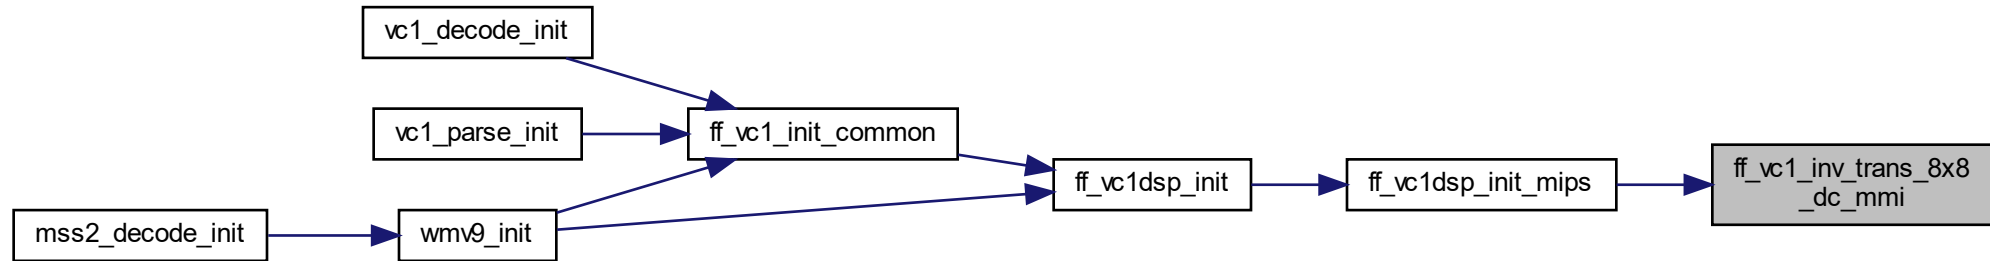 vc1_decode_init
vc1_parse_init
ff_vc1_init_common
mss2_decode_init
wmv9_init
ff_vc1dsp_init
ff_vc1dsp_init_mips
ff_vc1_inv_trans_8x8
_dc_mmi